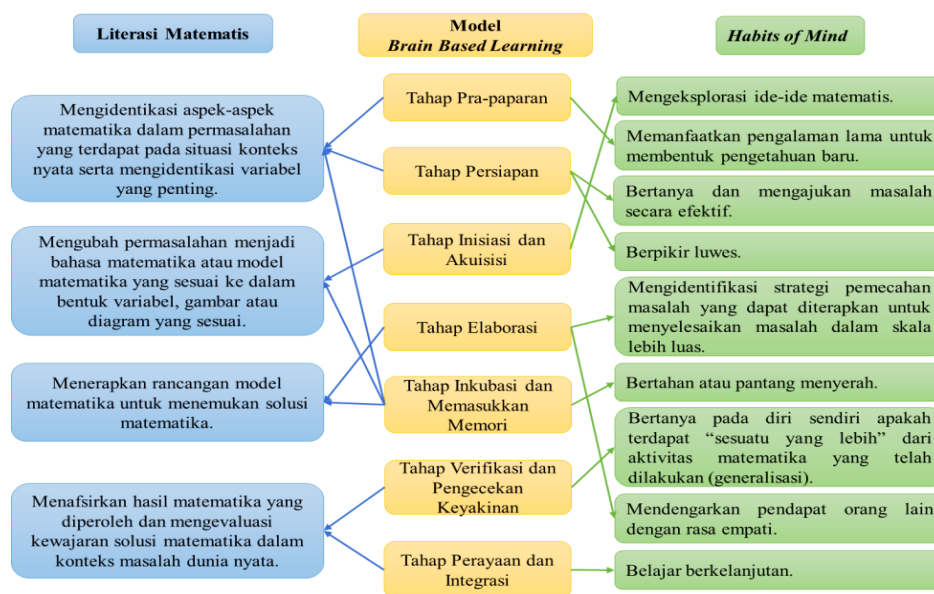 Literasi Matematis
Mengidentikasi aspek-aspek
matematika dalam permasalahan
yang terdapat pada situasi konteks
nyata serta mengidentikasi variabel
yang penting.
Mengubah permasalahan menjadi
bahasa matematika atau model
matematika yang sesuai ke dalam
bentuk variabel, gambar atau
diagram yang sesuai.
Menerapkan rancangan model
matematika untuk menemukan solusi
matematika.
Menafsirkan hasil matematika yang
diperoleh dan mengevaluasi
kewajaran solusi matematika dalam
konteks masalah dunia nyata.
Model
Brain Based Learning
Tahap Pra-paparan
Tahap Persiapan
Tahap Inisiasi dan
Akuisisi
Tahap Elaborasi
Tahap Inkubasi dan
Memasukkan
Memori
Tahap Verifikasi dan
Pengecekan
Keyakinan
Tahap Perayaan dan
Integrasi
Habits of Mind
Mengeksplorasi ide-ide matematis.
Memanfaatkan pengalaman lama untuk
membentuk pengetahuan baru.
Bertanya dan mengajukan masalah
secara efektif.
Berpikir luwes.
Mengidentifikasi strategi pemecahan
masalah yang dapat diterapkan untuk
menyelesaikan masalah dalam skala
lebih luas.
Bertahan atau pantang menyerah.
Bertanya pada diri sendiri apakah
terdapat “sesuatu yang lebih” dari
aktivitas matematika yang telah
dilakukan (generalisasi).
Mendengarkan pendapat orang lain
dengan rasa empati.
Belajar berkelanjutan.